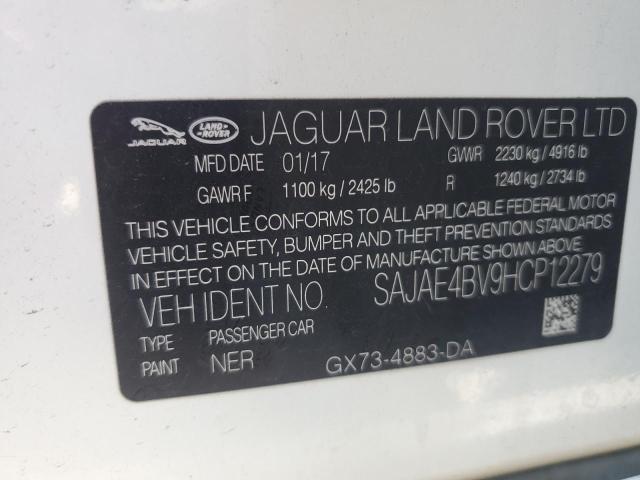 JAGUAR
LAND-ROVER
JAGUAR LAND ROVER LTD
MFD DATE 01/17 GVWR 2230 kg / 4916 lb
GAWR F 1100 kg / 2425 lb R 1240 kg / 2734 lb
THIS VEHICLE CONFORMS TO ALL APPLICABLE FEDERAL MOTOR
VEHICLE SAFETY, BUMPER AND THEFT PREVENTION STANDARDS
IN EFFECT ON THE DATE OF MANUFACTURE SHOWN ABOVE
VEH IDENT NO. SAJAE4BV9HCP12279
TYPE PASSENGER CAR
PAINT NER GX73-4883-DA